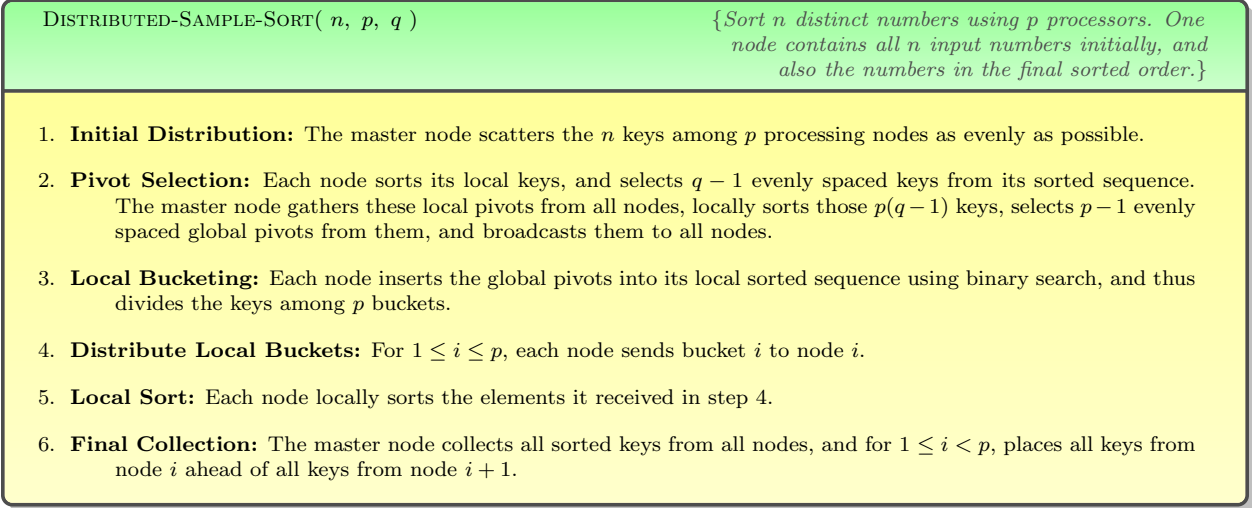 DISTRIBUTED-SAMPLE-SORT( n, p, q )
{Sort n distinct numbers using p processors. One
node contains all n input numbers initially, and
also the numbers in the final sorted order.}
1. Initial Distribution: The master node scatters the n keys among p processing nodes as evenly as possible.
2. Pivot Selection: Each node sorts its local keys, and selects q − 1 evenly spaced keys from its sorted sequence.
The master node gathers these local pivots from all nodes, locally sorts those p(q − 1) keys, selects p − 1 evenly
spaced global pivots from them, and broadcasts them to all nodes.
3. Local Bucketing: Each node inserts the global pivots into its local sorted sequence using binary search, and thus
divides the keys among p buckets.
4. Distribute Local Buckets: For 1 ≤ i ≤ p, each node sends bucket i to node i.
5. Local Sort: Each node locally sorts the elements it received in step 4.
6. Final Collection: The master node collects all sorted keys from all nodes, and for 1 ≤ i < p, places all keys from
node i ahead of all keys from node i + 1.